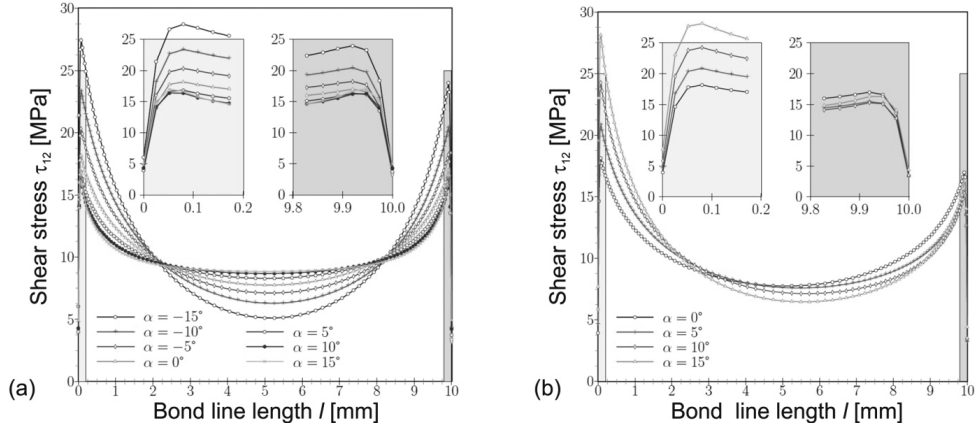 30
25
20
15
10
5
0
0 1 2 3 4 5 6 7 8 9 10
Shear stress τ12 [MPa]
Bond line length l [mm]
(a)
25
20
15
10
5
0
0 0.1 0.2
25
20
15
10
5
0
9.8 9.9 10.0
α = −15°
α = −10°
α = −5°
α = 0°
α = 5°
α = 10°
α = 15°
30
25
20
15
10
5
0
0 1 2 3 4 5 6 7 8 9 10
Shear stress τ12 [MPa]
Bond line length l [mm]
(b)
25
20
15
10
5
0
0 0.1 0.2
25
20
15
10
5
0
9.8 9.9 10.0
α = 0°
α = 5°
α = 10°
α = 15°